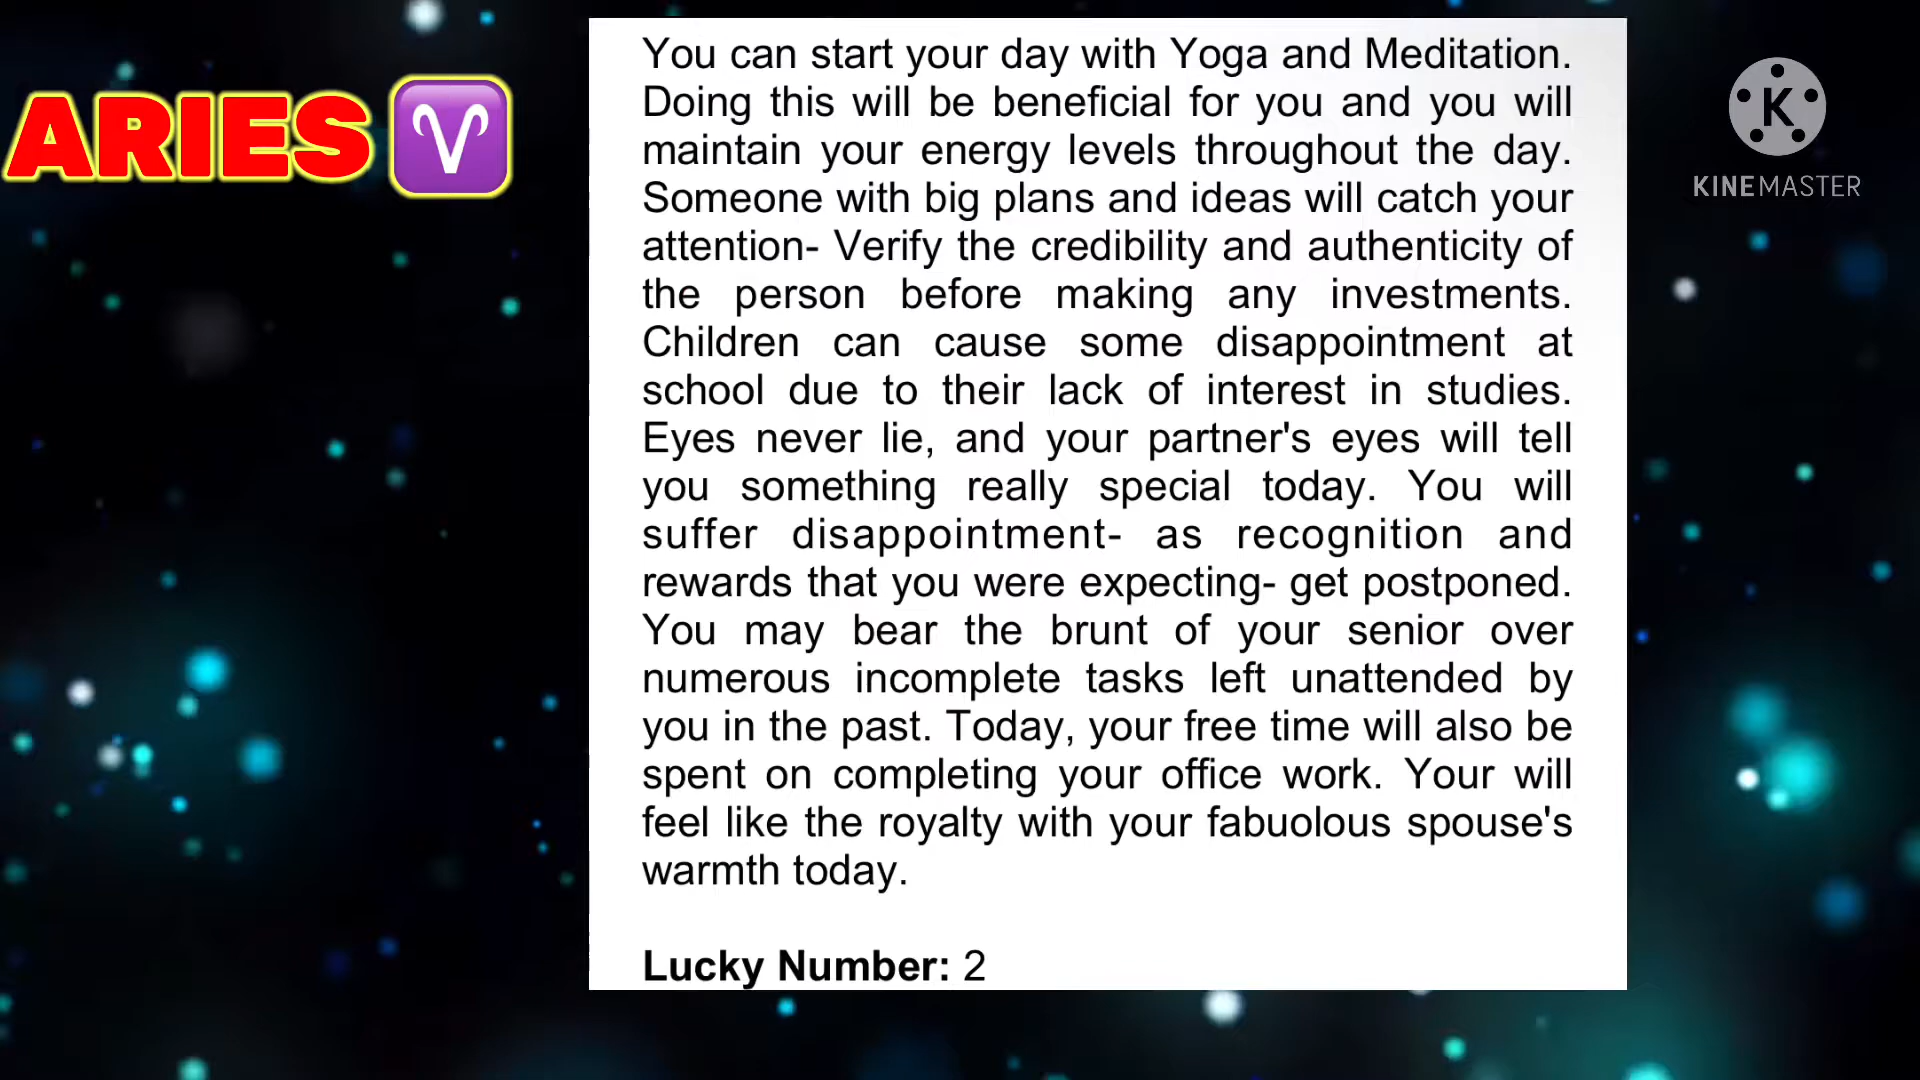 ARIES ♈
You can start your day with Yoga and Meditation.
Doing this will be beneficial for you and you will
maintain your energy levels throughout the day.
Someone with big plans and ideas will catch your
attention- Verify the credibility and authenticity of
the person before making any investments.
Children can cause some disappointment at
school due to their lack of interest in studies.
Eyes never lie, and your partner's eyes will tell
you something really special today. You will
suffer disappointment- as recognition and
rewards that you were expecting- get postponed.
You may bear the brunt of your senior over
numerous incomplete tasks left unattended by
you in the past. Today, your free time will also be
spent on completing your office work. Your will
feel like the royalty with your fabuolous spouse's
warmth today.
Lucky Number: 2
K
KINEMASTER